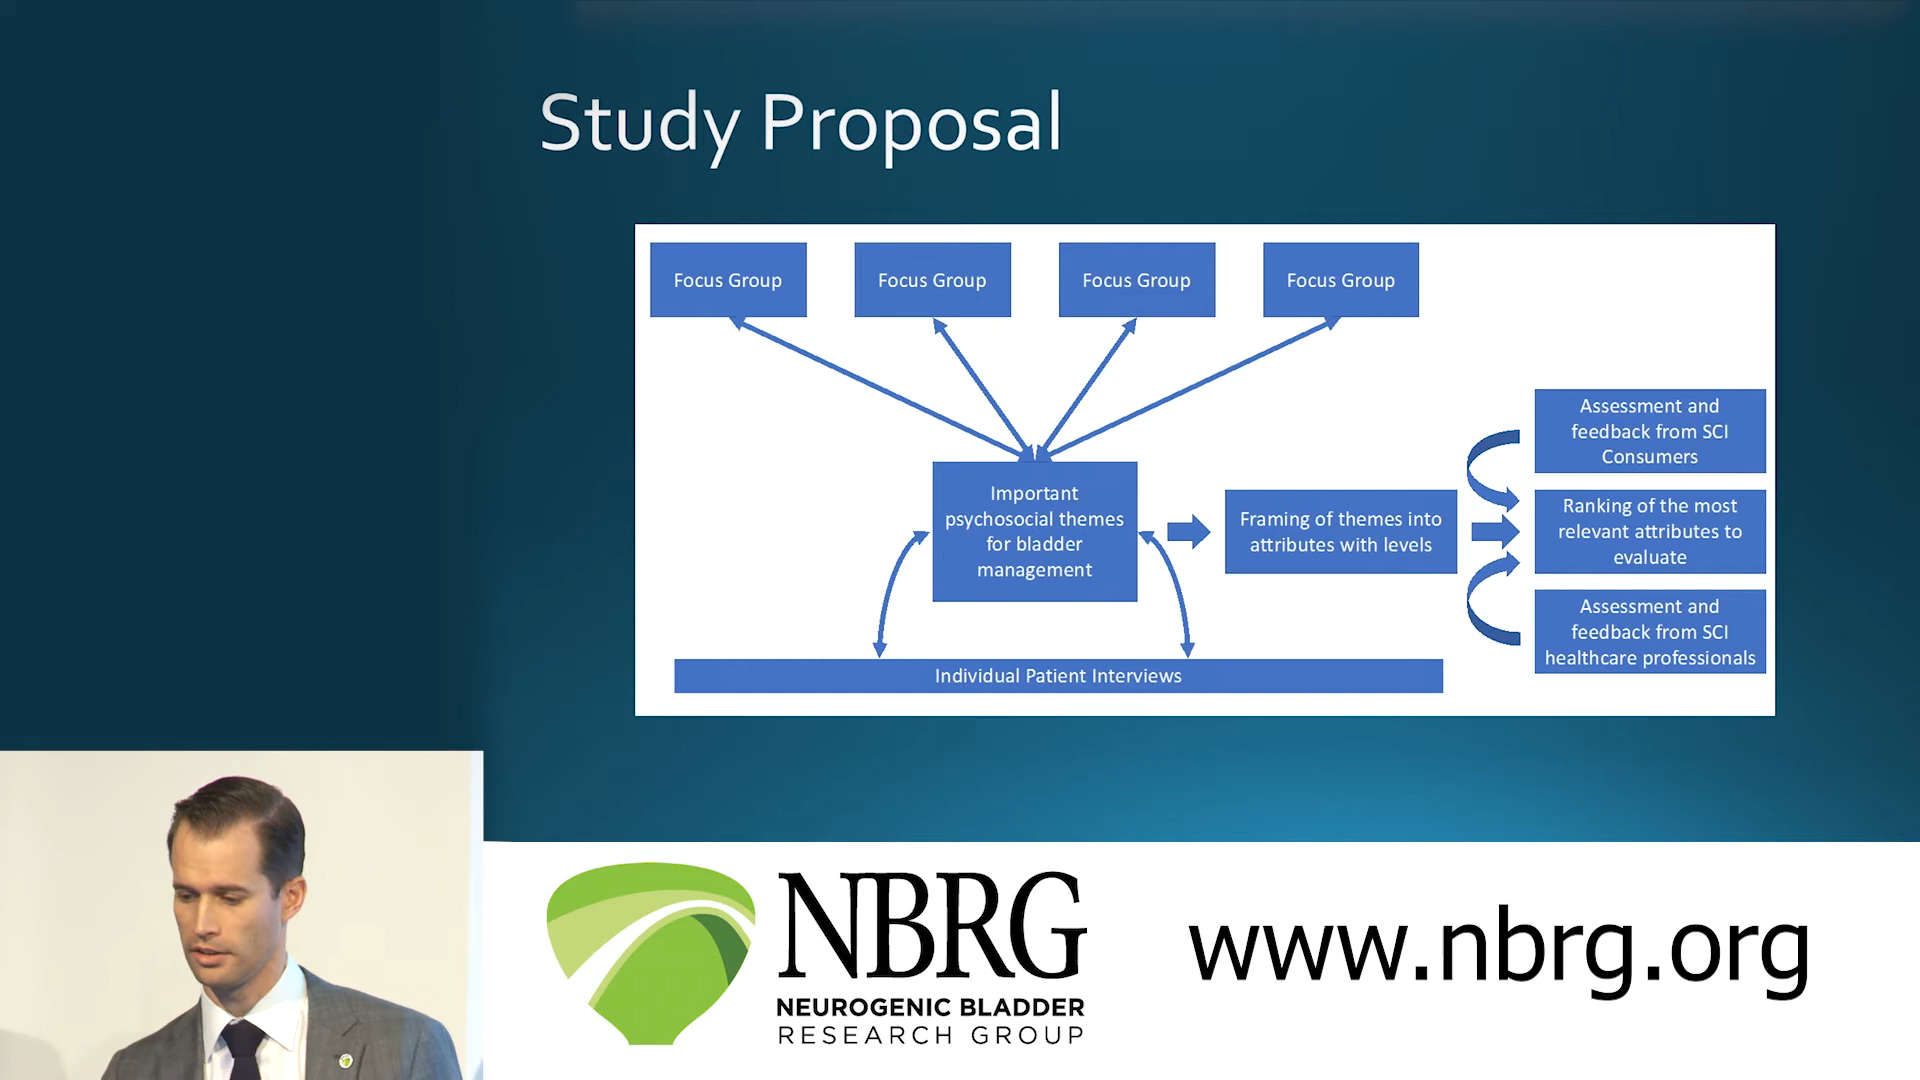 Study Proposal
Focus Group
Focus Group
Focus Group
Focus Group
Important
psychosocial themes
for bladder
management
Framing of themes into
attributes with levels
Assessment and
feedback from SCI
Consumers
Ranking of the most
relevant attributes to
evaluate
Assessment and
feedback from SCI
healthcare professionals
Individual Patient Interviews
NBRG
NEUROGENIC BLADDER
RESEARCH GROUP
www.nbrg.org